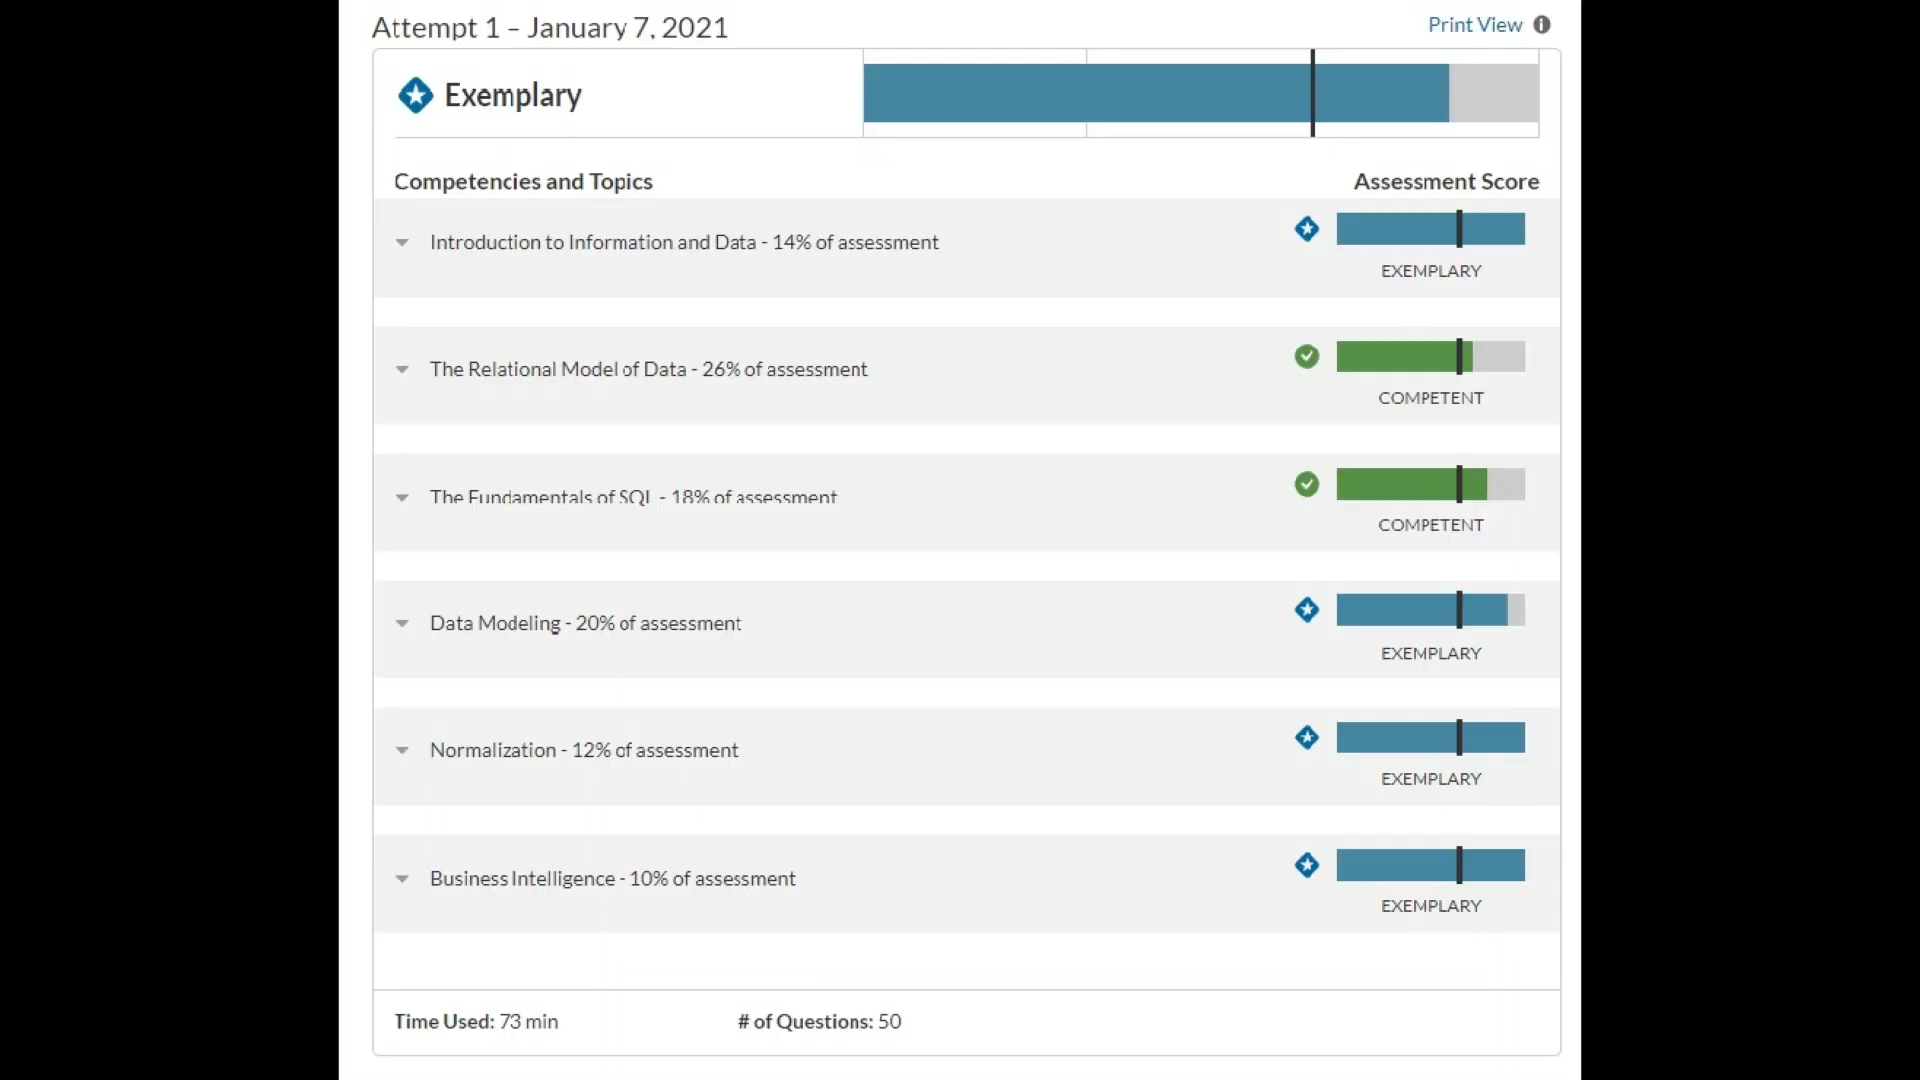 Attempt 1 – January 7, 2021
Print View
Exemplary
Competencies and Topics
Assessment Score
Introduction to Information and Data - 14% of assessment
EXEMPLARY
The Relational Model of Data - 26% of assessment
COMPETENT
The Fundamentals of SQL - 18% of assessment
COMPETENT
Data Modeling - 20% of assessment
EXEMPLARY
Normalization - 12% of assessment
EXEMPLARY
Business Intelligence - 10% of assessment
EXEMPLARY
Time Used: 73 min
# of Questions: 50